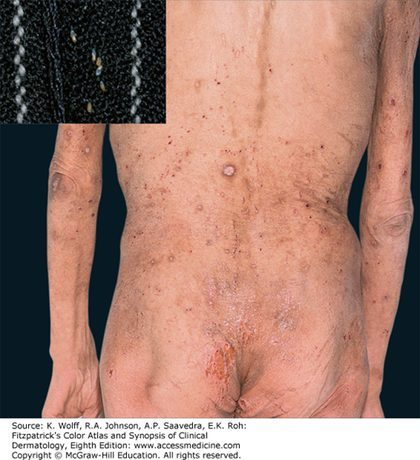 Source: K. Wolff, R.A. Johnson, A.P. Saavedra, E.K. Roh:
Fitzpatrick's Color Atlas and Synopsis of Clinical
Dermatology, Eighth Edition: www.accessmedicine.com
Copyright © McGraw-Hill Education. All rights reserved.